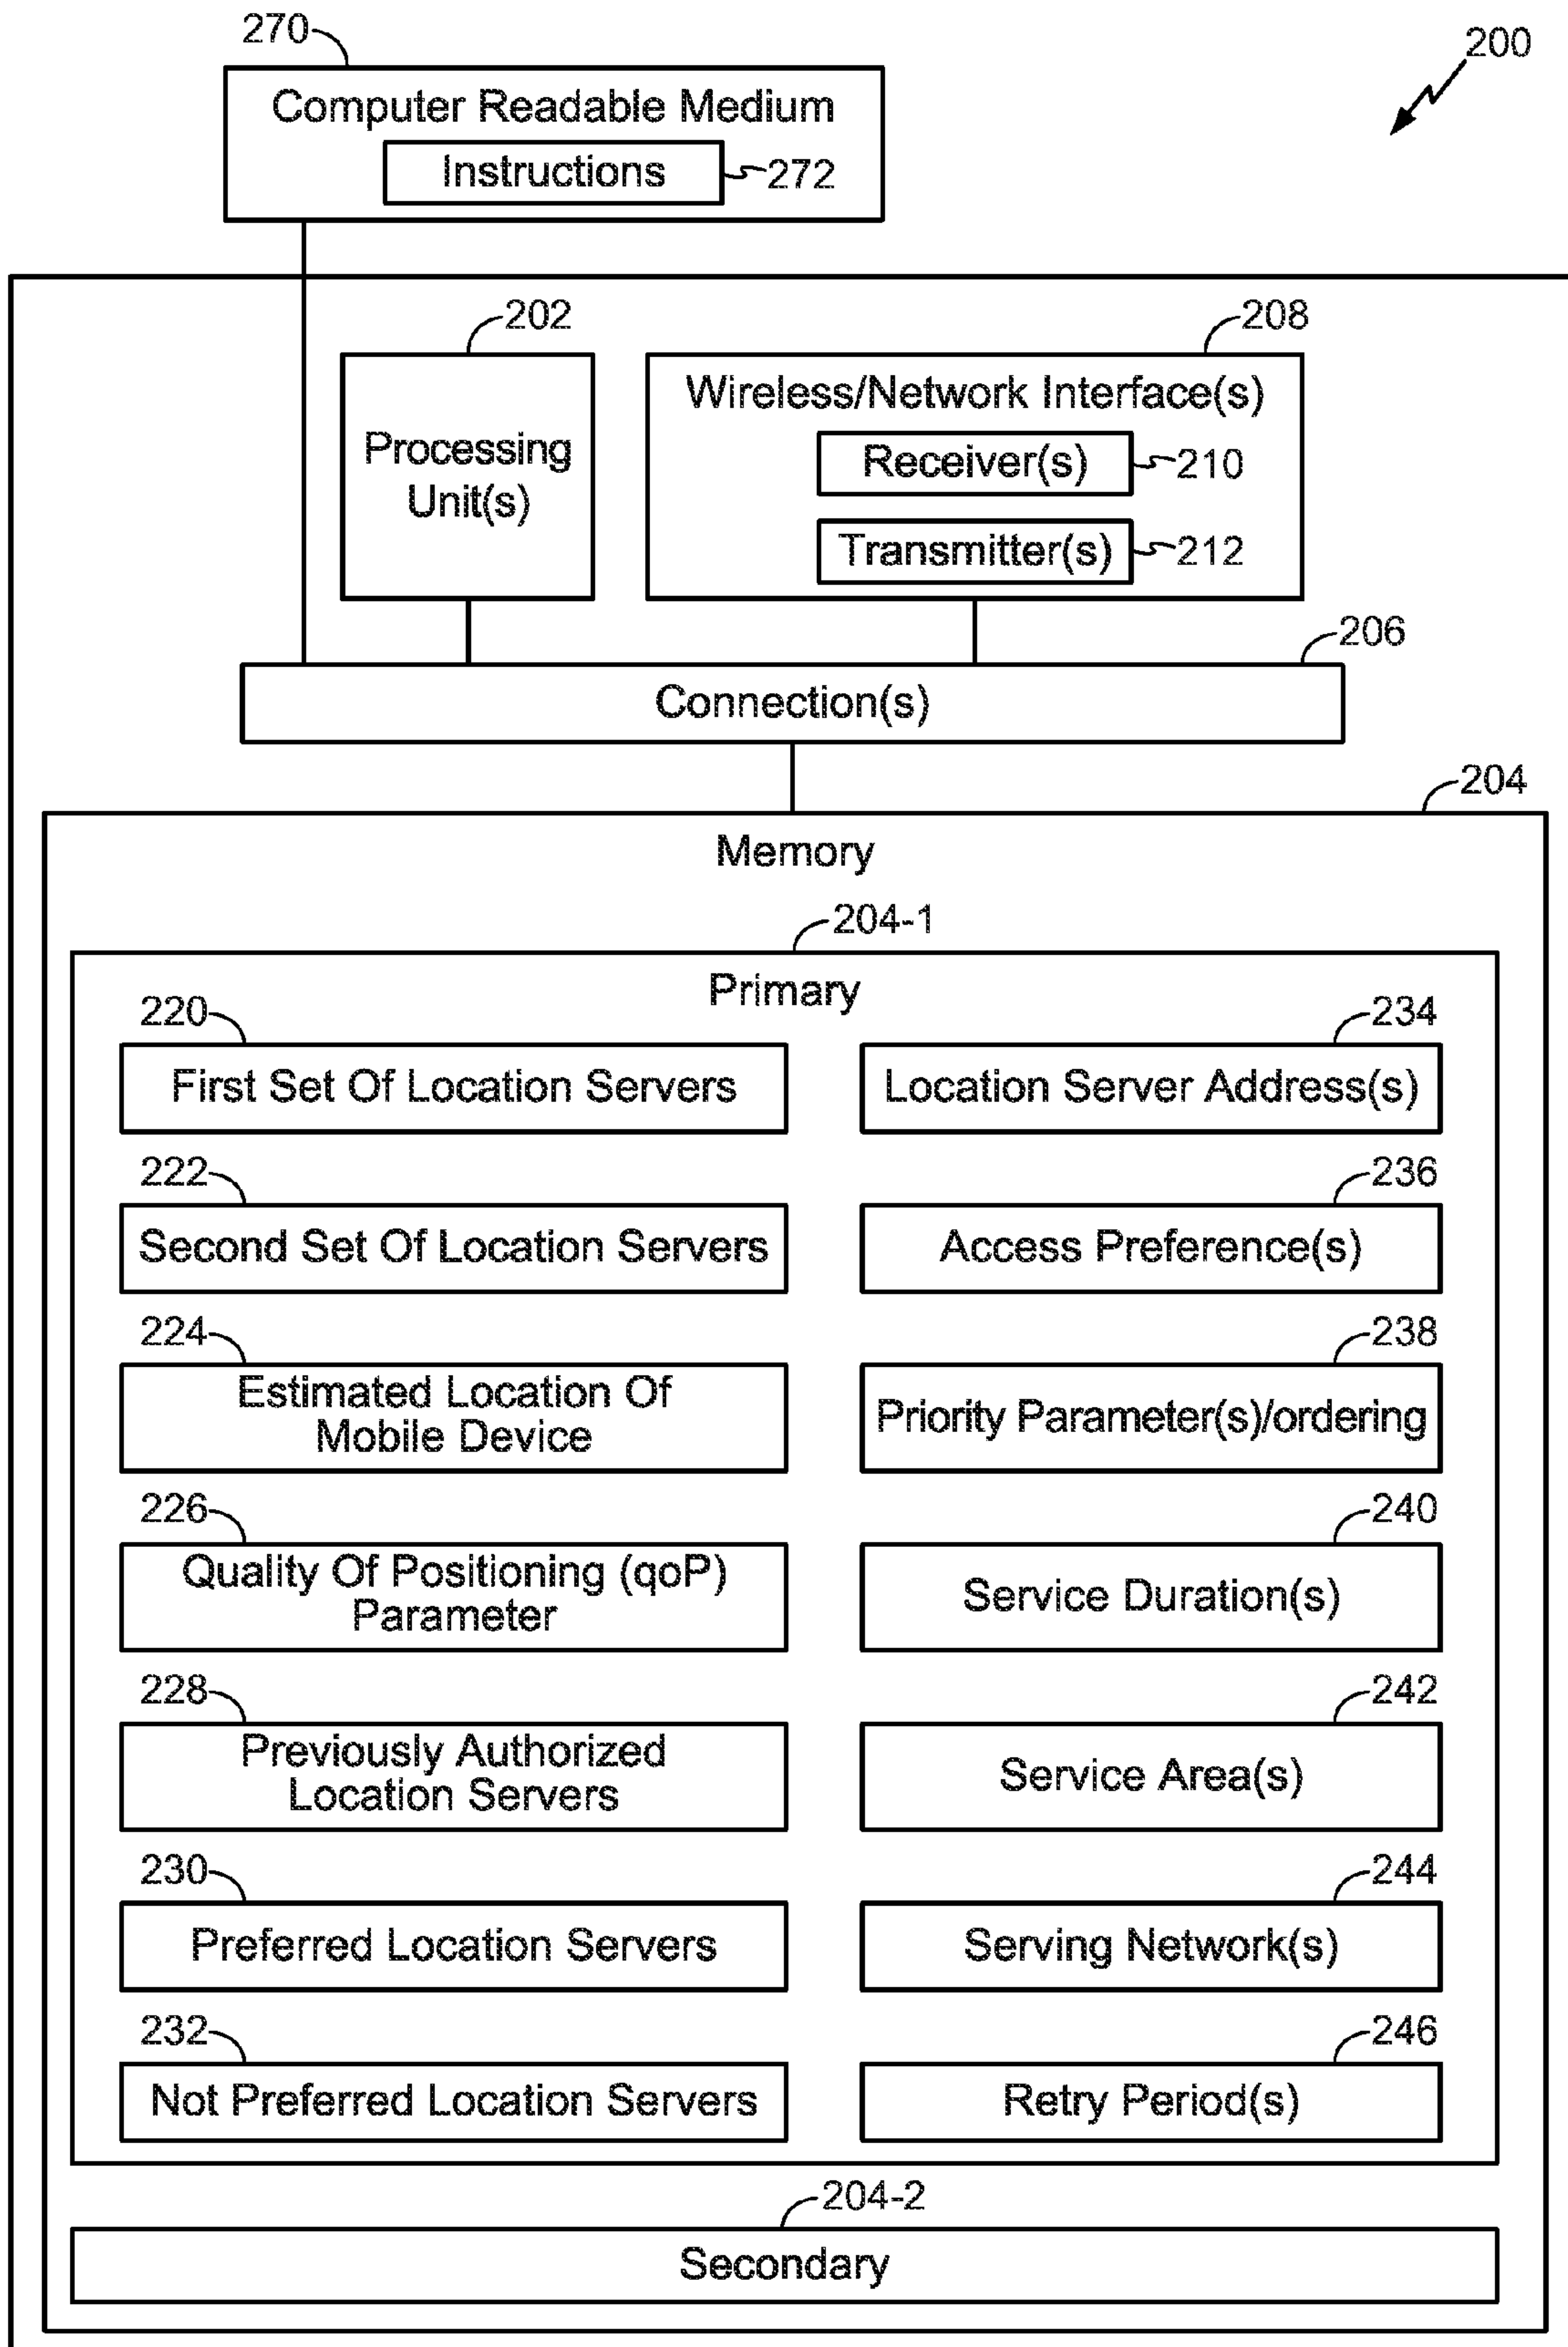 270
200
Computer Readable Medium
Instructions
272
202
208
Processing
Unit(s)
Wireless/Network Interface(s)
Receiver(s)
210
Transmitter(s)
212
206
Connection(s)
204
Memory
204-1
Primary
220
234
First Set Of Location Servers
Location Server Address(s)
222
236
Second Set Of Location Servers
Access Preference(s)
224
238
Estimated Location Of
Mobile Device
Priority Parameter(s)/ordering
226
240
Quality Of Positioning (qoP)
Parameter
Service Duration(s)
228
242
Previously Authorized
Location Servers
Service Area(s)
230
244
Preferred Location Servers
Serving Network(s)
232
246
Not Preferred Location Servers
Retry Period(s)
204-2
Secondary